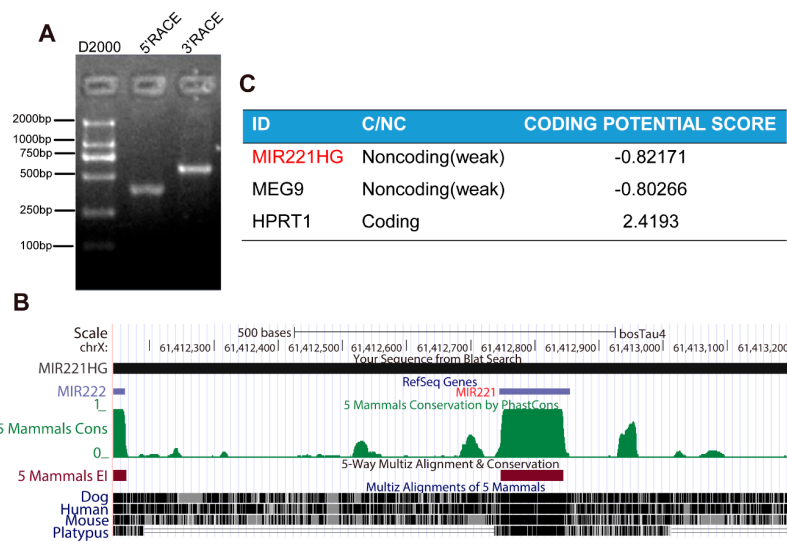 A
D2000 5'RACE 3'RACE
2000bp
1000bp
750bp
500bp
250bp
100bp
C
ID C/NC CODING POTENTIAL SCORE
MIR221HG Noncoding(weak) -0.82171
MEG9 Noncoding(weak) -0.80266
HPRT1 Coding 2.4193
B
Scale 500 bases bosTau4
chrX: 61,412,300 61,412,400 61,412,500 61,412,600 61,412,700 61,412,800 61,412,900 61,413,000 61,413,100 61,413,200
Your Sequence from Blat Search
MIR221HG
RefSeq Genes
MIR222 MIR221
5 Mammals Conservation by PhastCons
1_
5 Mammals Cons
0_
5-Way Multiz Alignment & Conservation
5 Mammals El
Multiz Alignments of 5 Mammals
Dog
Human
Mouse
Platypus